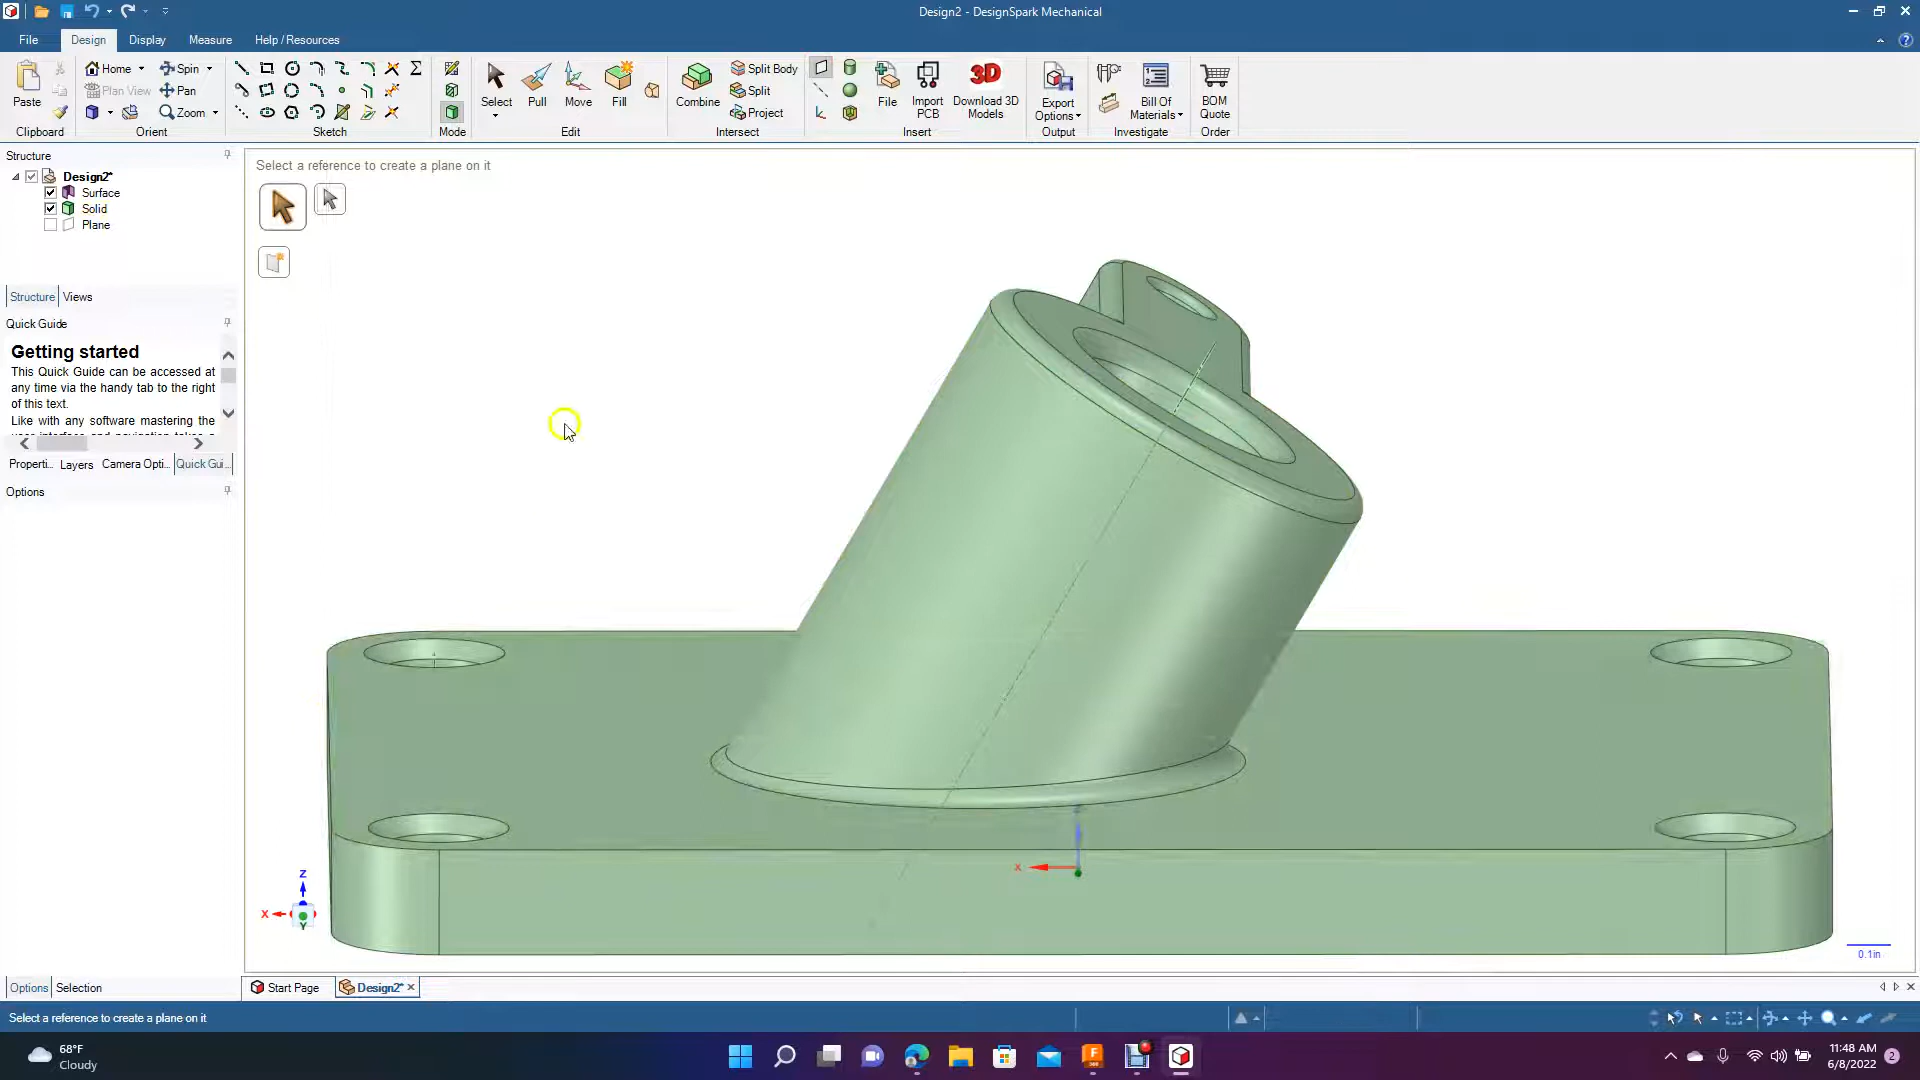 Design2 - DesignSpark Mechanical
File
Design
Display
Measure
Help / Resources
Paste
Home
Spin
Plan View
Pan
Zoom
Clipboard
Orient
Sketch
Mode
Select
Pull
Move
Fill
Edit
Combine
Split Body
Split
Project
Intersect
File
Import PCB
Download 3D Models
3D
Insert
Export Options
Output
Bill Of Materials
Investigate
BOM Quote
Order
Structure
Design2*
Surface
Solid
Plane
Structure
Views
Quick Guide
Getting started
This Quick Guide can be accessed at
any time via the handy tab to the right
of this text.
Like with any software mastering the
Properti...
Layers
Camera Opti...
Quick Gui...
Options
Select a reference to create a plane on it
X
Z
X
Y
0.1in
Options
Selection
Start Page
Design2*
Select a reference to create a plane on it
68°F
Cloudy
11:48 AM
6/8/2022
2